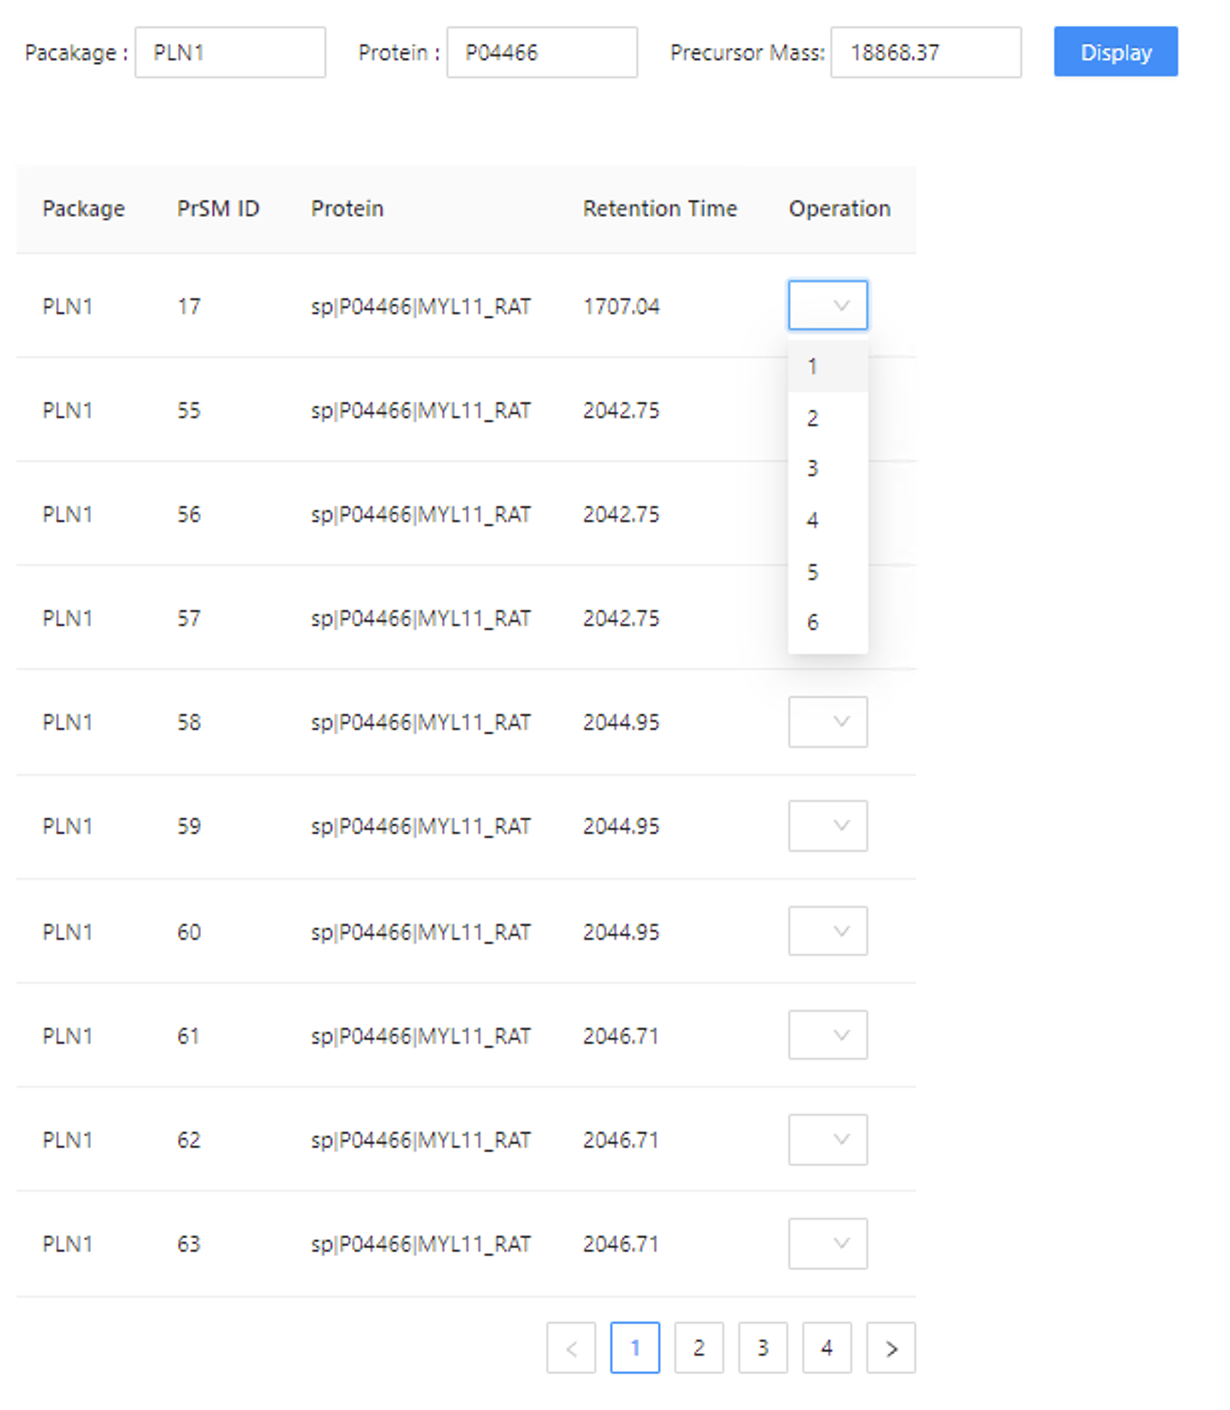 Pacakage : PLN1 Protein : P04466 Precursor Mass: 18868.37 Display
Package PrSM ID Protein Retention Time Operation
PLN1 17 sp|P04466|MYL11_RAT 1707.04
1
PLN1 55 sp|P04466|MYL11_RAT 2042.75
2
3
PLN1 56 sp|P04466|MYL11_RAT 2042.75
4
5
PLN1 57 sp|P04466|MYL11_RAT 2042.75
6
PLN1 58 sp|P04466|MYL11_RAT 2044.95
PLN1 59 sp|P04466|MYL11_RAT 2044.95
PLN1 60 sp|P04466|MYL11_RAT 2044.95
PLN1 61 sp|P04466|MYL11_RAT 2046.71
PLN1 62 sp|P04466|MYL11_RAT 2046.71
PLN1 63 sp|P04466|MYL11_RAT 2046.71
< 1 2 3 4 >